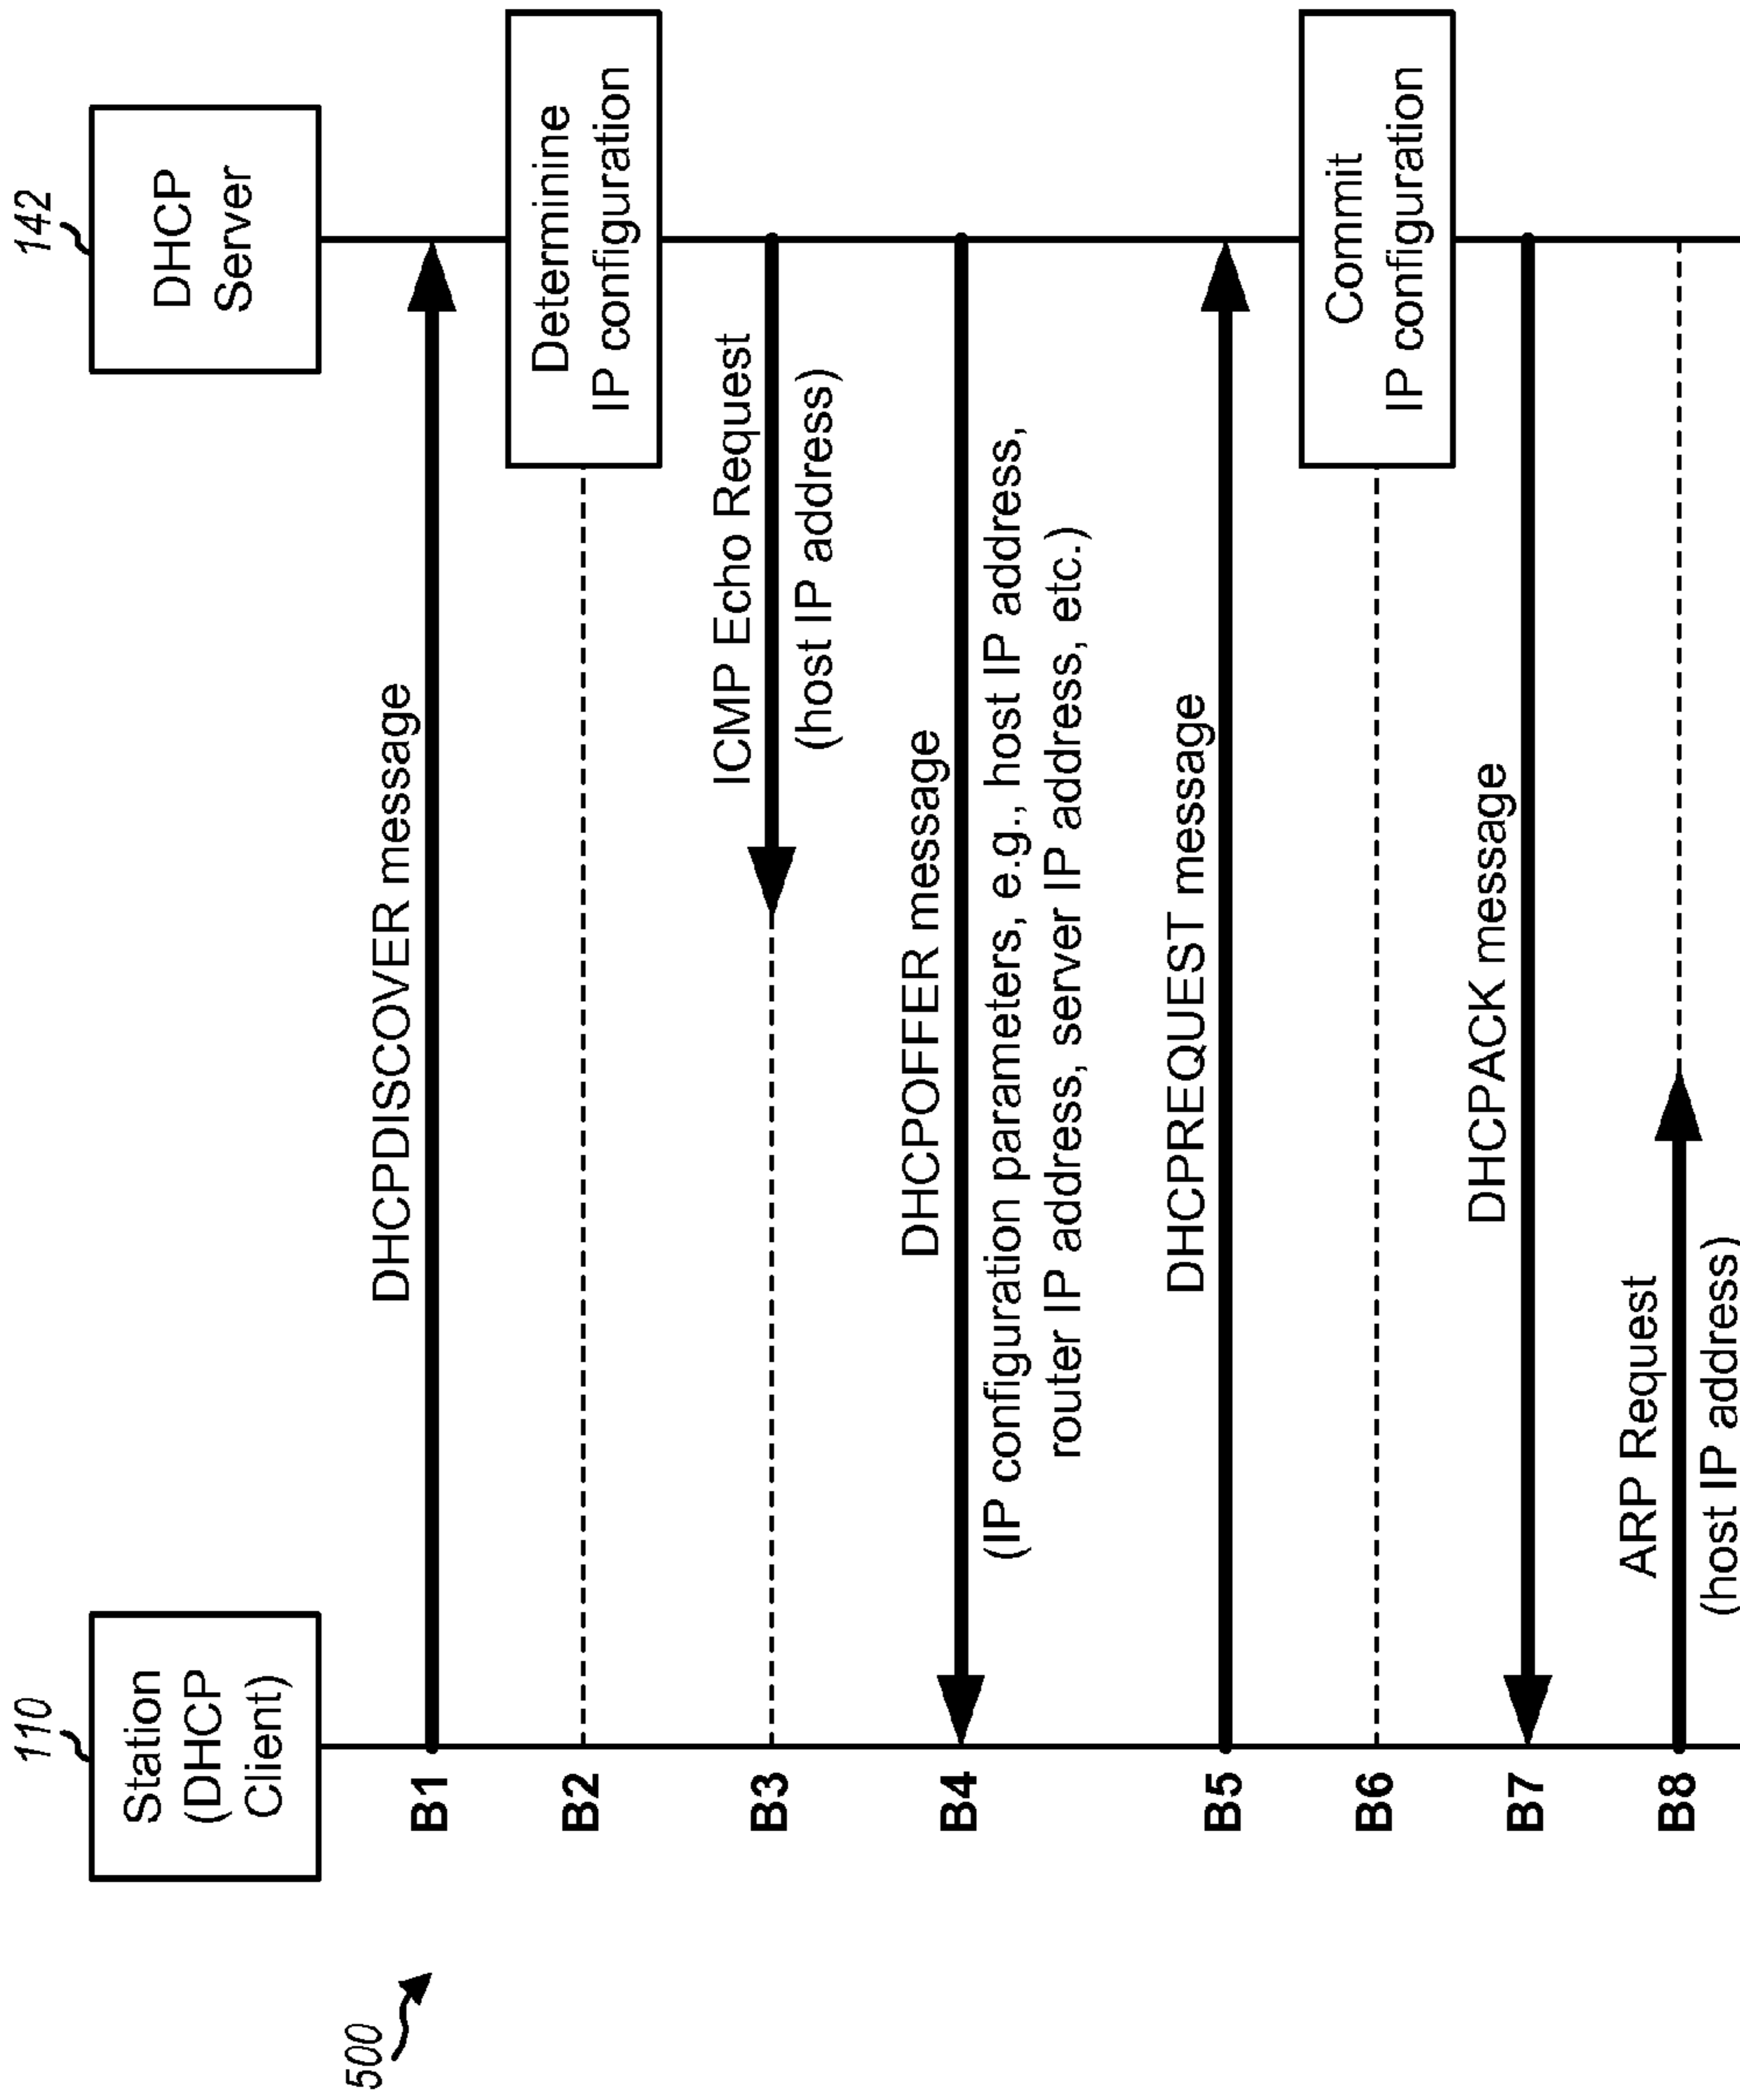 500
110
142
Station
(DHCP
Client)
DHCP
Server
B1
DHCPDISCOVER message
B2
Determinine
IP configuration
B3
ICMP Echo Request
(host IP address)
B4
DHCPOFFER message
(IP configuration parameters, e.g., host IP address,
router IP address, server IP address, etc.)
B5
DHCPREQUEST message
B6
Commit
IP configuration
B7
DHCPACK message
B8
ARP Request
(host IP address)